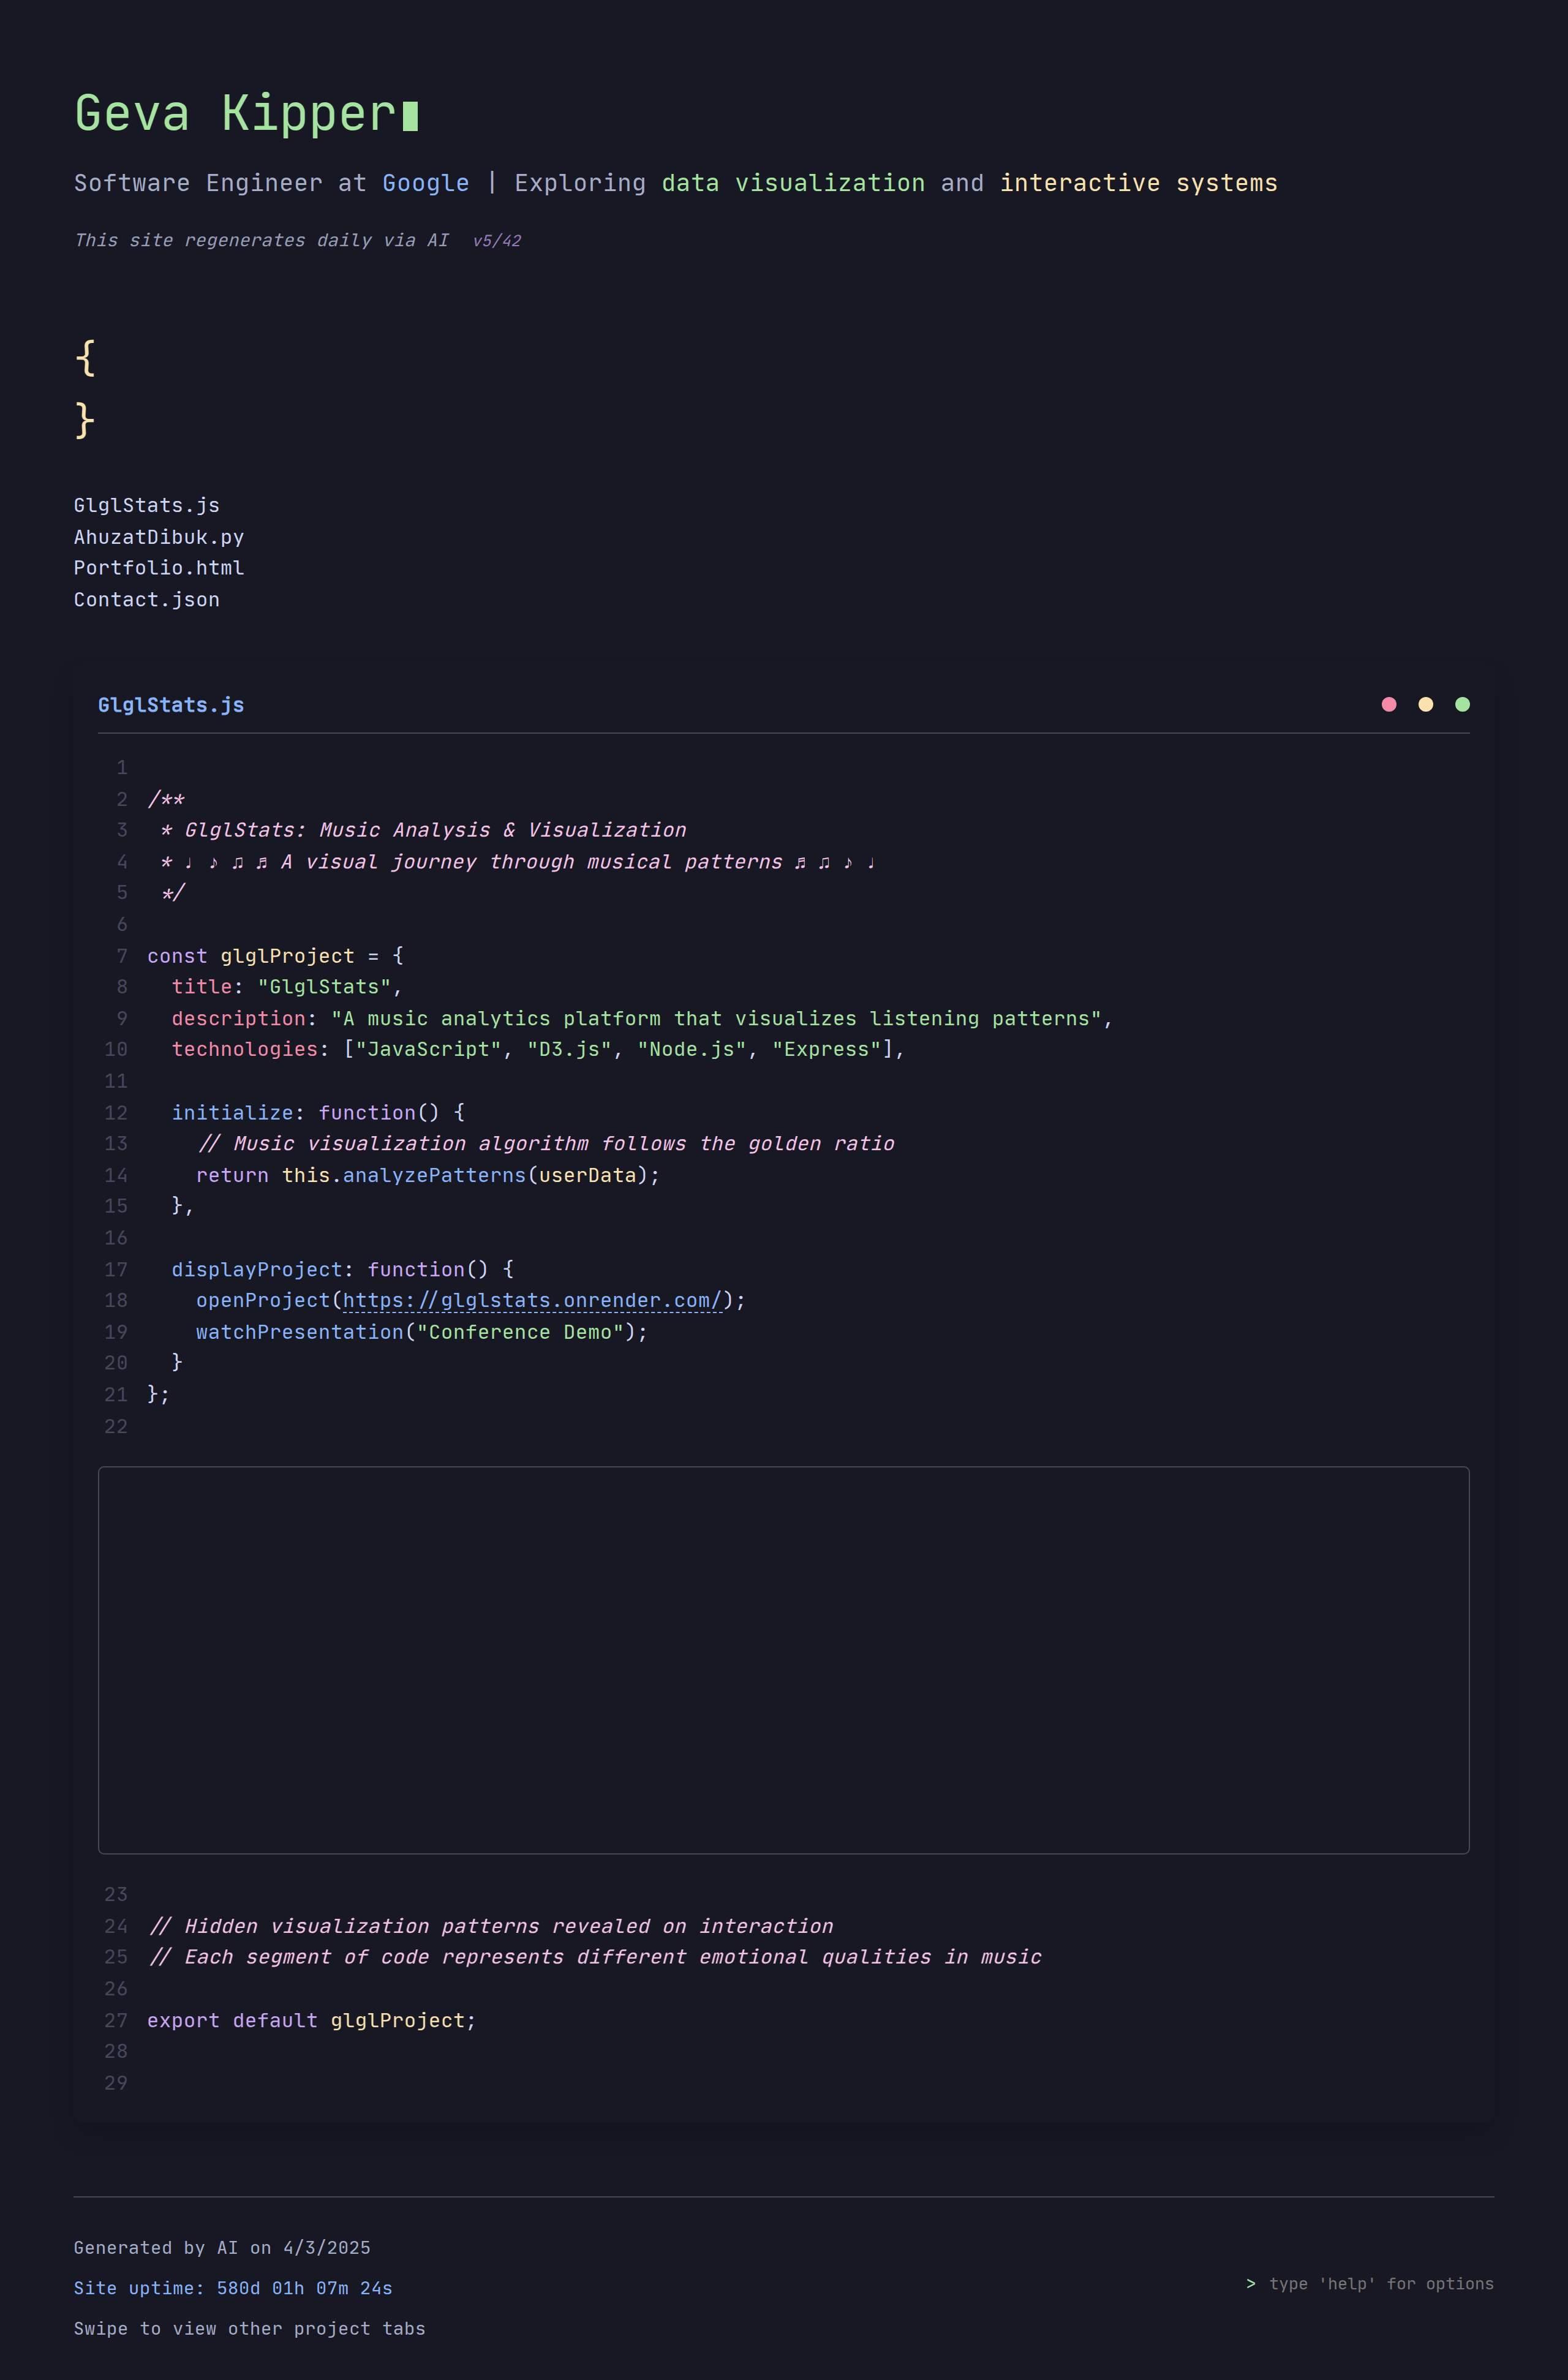 Geva Kipper
Software Engineer at Google | Exploring data visualization and interactive systems
This site regenerates daily via AI v5/42
{
}
GlglStats.js
AhuzatDibuk.py
Portfolio.html
Contact.json
GlglStats.js
1
2 /**
3  * GlglStats: Music Analysis & Visualization
4  * ♩ ♪ ♫ ♬ A visual journey through musical patterns ♬ ♫ ♪ ♩
5  */
6
7 const glglProject = {
8   title: "GlglStats",
9   description: "A music analytics platform that visualizes listening patterns",
10   technologies: ["JavaScript", "D3.js", "Node.js", "Express"],
11
12   initialize: function() {
13     // Music visualization algorithm follows the golden ratio
14     return this.analyzePatterns(userData);
15   },
16
17   displayProject: function() {
18     openProject(https://glglstats.onrender.com/);
19     watchPresentation("Conference Demo");
20   }
21 };
22
23
24 // Hidden visualization patterns revealed on interaction
25 // Each segment of code represents different emotional qualities in music
26
27 export default glglProject;
28
29
Generated by AI on 4/3/2025
Site uptime: 580d 01h 07m 24s
> type 'help' for options
Swipe to view other project tabs